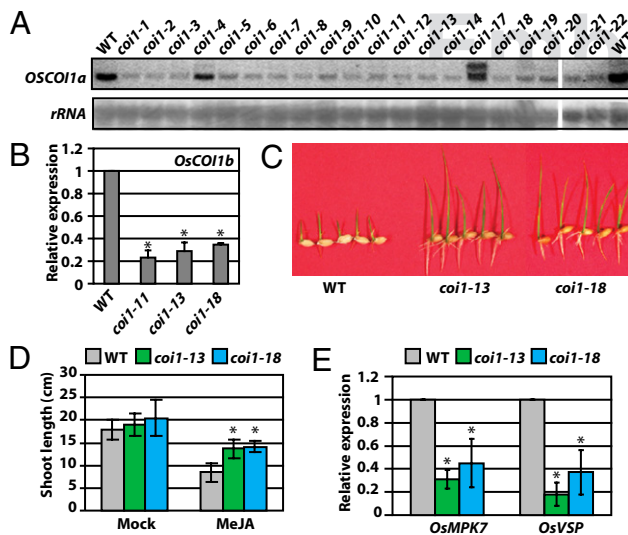 A
WT coi1-1 coi1-2 coi1-3 coi1-4 coi1-5 coi1-6 coi1-7 coi1-8 coi1-9 coi1-10 coi1-11 coi1-12 coi1-13 coi1-14 coi1-17 coi1-18 coi1-19 coi1-20 coi1-21 coi1-22 WT
OSCOI1a
rRNA
B
OsCOI1b
Relative expression
1.2
1
0.8
0.6
0.4
0.2
0
* * *
WT coi1-11 coi1-13 coi1-18
C
WT coi1-13 coi1-18
D
WT coi1-13 coi1-18
Shoot length (cm)
30
25
20
15
10
5
0
* *
Mock MeJA
E
WT coi1-13 coi1-18
Relative expression
1.2
1
0.8
0.6
0.4
0.2
0
* * * *
OsMPK7 OsVSP